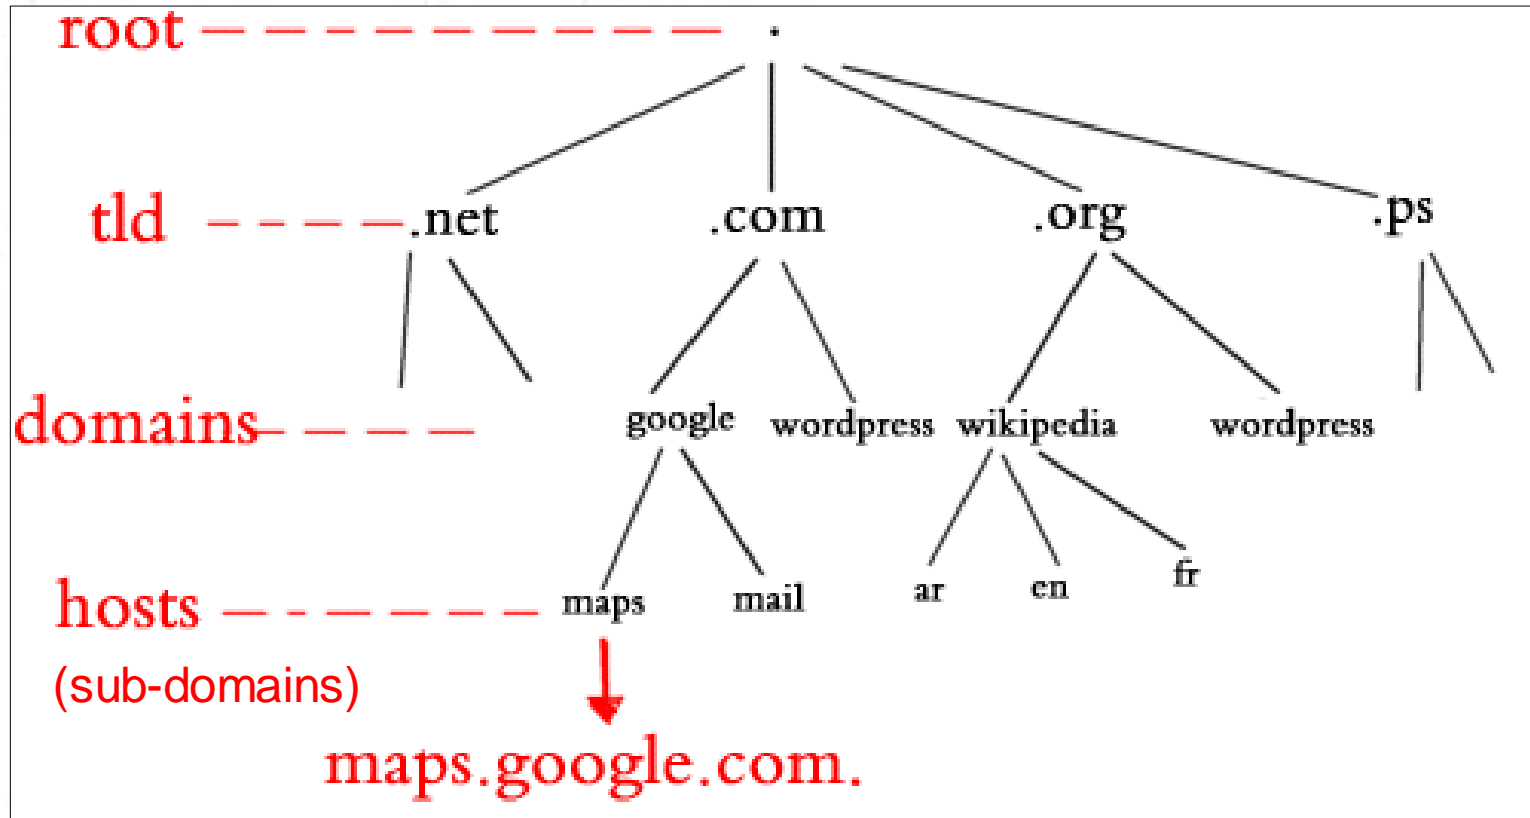 root .
tld .net .com .org .ps
domains google wordpress wikipedia wordpress
hosts maps mail ar en fr
(sub-domains)
maps.google.com.